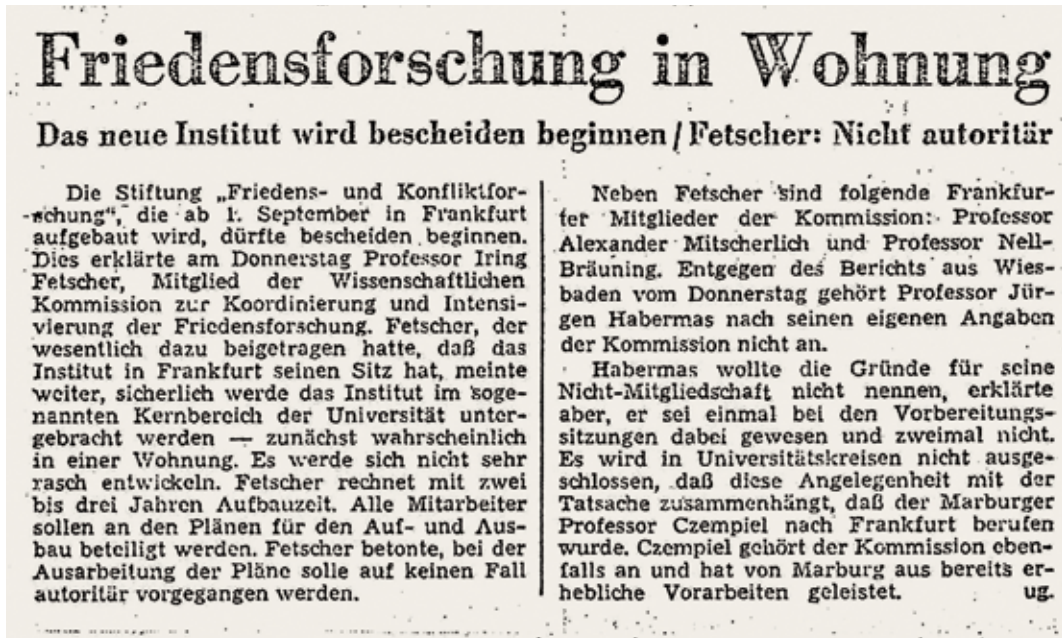 Friedensforschung in Wohnung
Das neue Institut wird bescheiden beginnen / Fetscher: Nicht autoritär
Die Stiftung „Friedens- und Konfliktfor-
schung“, die ab 1. September in Frankfurt
aufgebaut wird, dürfte bescheiden beginnen.
Dies erklärte am Donnerstag Professor Iring
Fetscher, Mitglied der Wissenschaftlichen
Kommission zur Koordinierung und Intensi-
vierung der Friedensforschung. Fetscher, der
wesentlich dazu beigetragen hatte, daß das
Institut in Frankfurt seinen Sitz hat, meinte
weiter, sicherlich werde das Institut im soge-
nannten Kernbereich der Universität unter-
gebracht werden — zunächst wahrscheinlich
in einer Wohnung. Es werde sich nicht sehr
rasch entwickeln. Fetscher rechnet mit zwei
bis drei Jahren Aufbauzeit. Alle Mitarbeiter
sollen an den Plänen für den Auf- und Aus-
bau beteiligt werden. Fetscher betonte, bei der
Ausarbeitung der Pläne solle auf keinen Fall
autoritär vorgegangen werden.
Neben Fetscher sind folgende Frankfur-
ter Mitglieder der Kommission: Professor
Alexander Mitscherlich und Professor Nell-
Bräuning. Entgegen des Berichts aus Wies-
baden vom Donnerstag gehört Professor Jür-
gen Habermas nach seinen eigenen Angaben
der Kommission nicht an.
Habermas wollte die Gründe für seine
Nicht-Mitgliedschaft nicht nennen, erklärte
aber, er sei einmal bei den Vorbereitungs-
sitzungen dabei gewesen und zweimal nicht.
Es wird in Universitätskreisen nicht ausge-
schlossen, daß diese Angelegenheit mit der
Tatsache zusammenhängt, daß der Marburger
Professor Czempiel nach Frankfurt berufen
wurde. Czempiel gehört der Kommission eben-
falls an und hat von Marburg aus bereits er-
hebliche Vorarbeiten geleistet. ug.